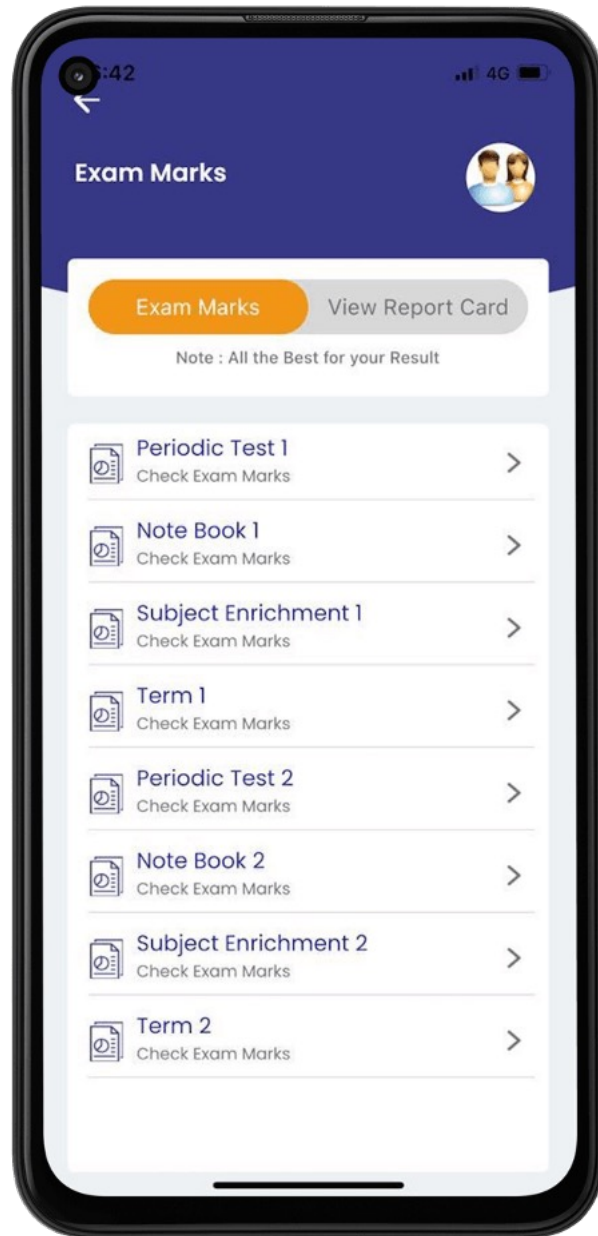 :42
4G
Exam Marks
Exam Marks
View Report Card
Note : All the Best for your Result
Periodic Test 1
Check Exam Marks
Note Book 1
Check Exam Marks
Subject Enrichment 1
Check Exam Marks
Term 1
Check Exam Marks
Periodic Test 2
Check Exam Marks
Note Book 2
Check Exam Marks
Subject Enrichment 2
Check Exam Marks
Term 2
Check Exam Marks